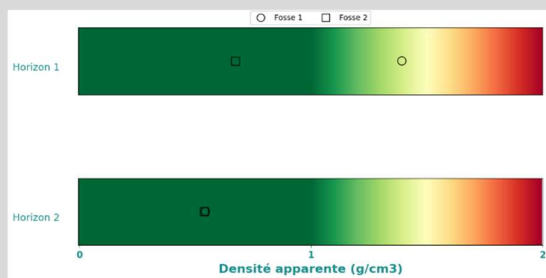 Fosse 1 Fosse 2
Horizon 1
Horizon 2
0 1 2
Densité apparente (g/cm3)